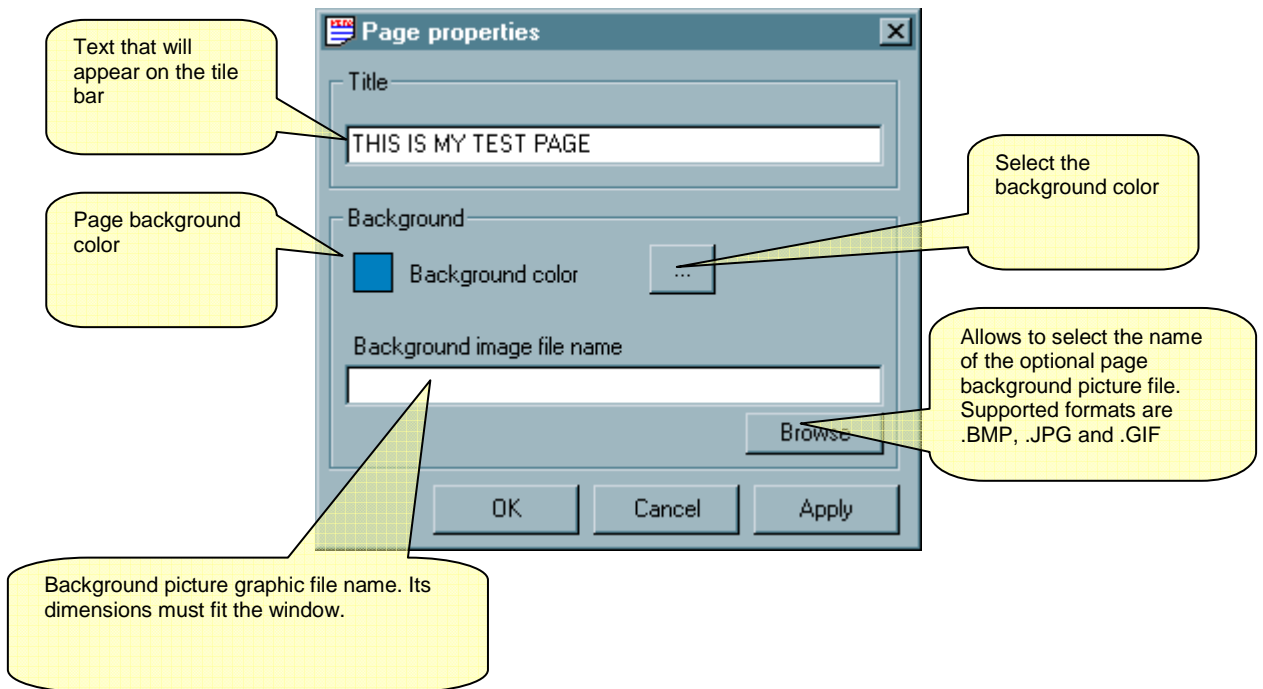 Text that will
appear on the tile
bar
Page properties
Title
THIS IS MY TEST PAGE
Select the
background color
Page background
color
Background
Background color
...
Allows to select the name
of the optional page
background picture file.
Supported formats are
.BMP, .JPG and .GIF
Background image file name
Browse
OK
Cancel
Apply
Background picture graphic file name. Its
dimensions must fit the window.